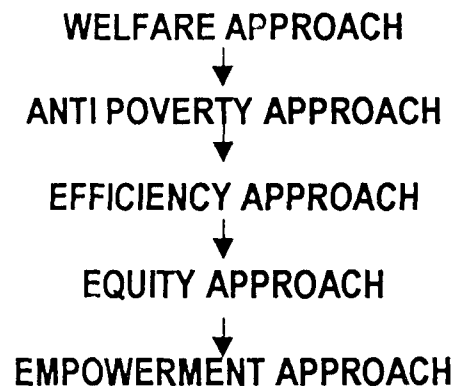 WELFARE APPROACH
ANTI POVERTY APPROACH
EFFICIENCY APPROACH
EQUITY APPROACH
EMPOWERMENT APPROACH